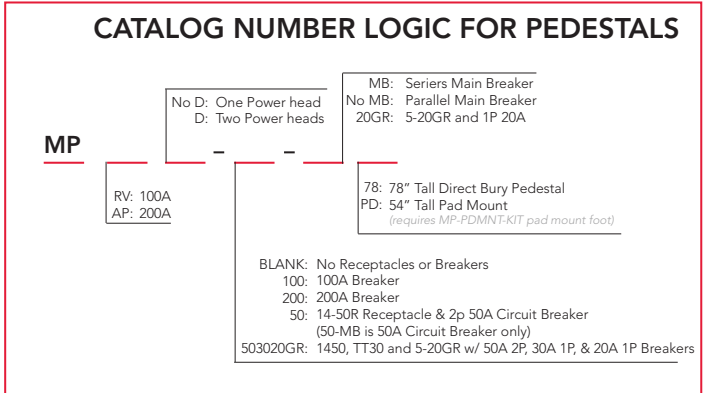 CATALOG NUMBER LOGIC FOR PEDESTALS
MB: Seriers Main Breaker
No MB: Parallel Main Breaker
20GR: 5-20GR and 1P 20A
No D: One Power head
D: Two Power heads
MP
– –
RV: 100A
AP: 200A
78: 78” Tall Direct Bury Pedestal
PD: 54” Tall Pad Mount
(requires MP-PDMNT-KIT pad mount foot)
BLANK: No Receptacles or Breakers
100: 100A Breaker
200: 200A Breaker
50: 14-50R Receptacle & 2p 50A Circuit Breaker
(50-MB is 50A Circuit Breaker only)
503020GR: 1450, TT30 and 5-20GR w/ 50A 2P, 30A 1P, & 20A 1P Breakers